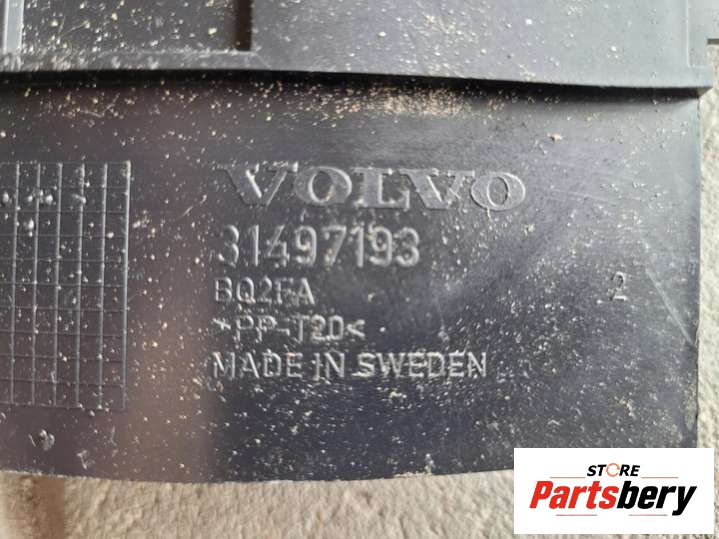 VOLVO
31497193
BQ2FA
>PP-T20<
MADE IN SWEDEN
2
STORE
Partsbery